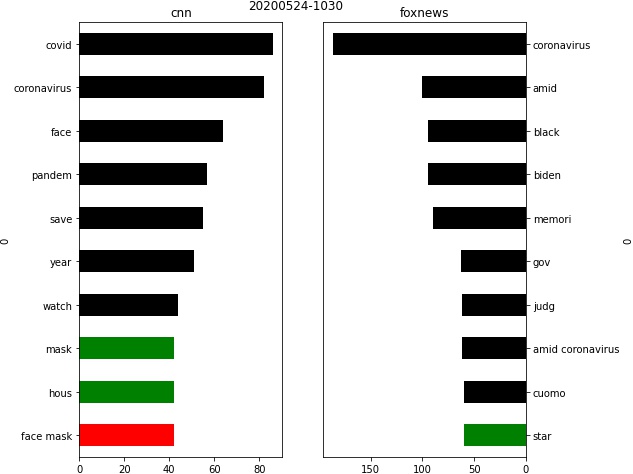 20200524-1030
cnn
foxnews
covid
coronavirus
face
pandem
save
year
watch
mask
hous
face mask
0 20 40 60 80
0
coronavirus
amid
black
biden
memori
gov
judg
amid coronavirus
cuomo
star
150 100 50 0
0